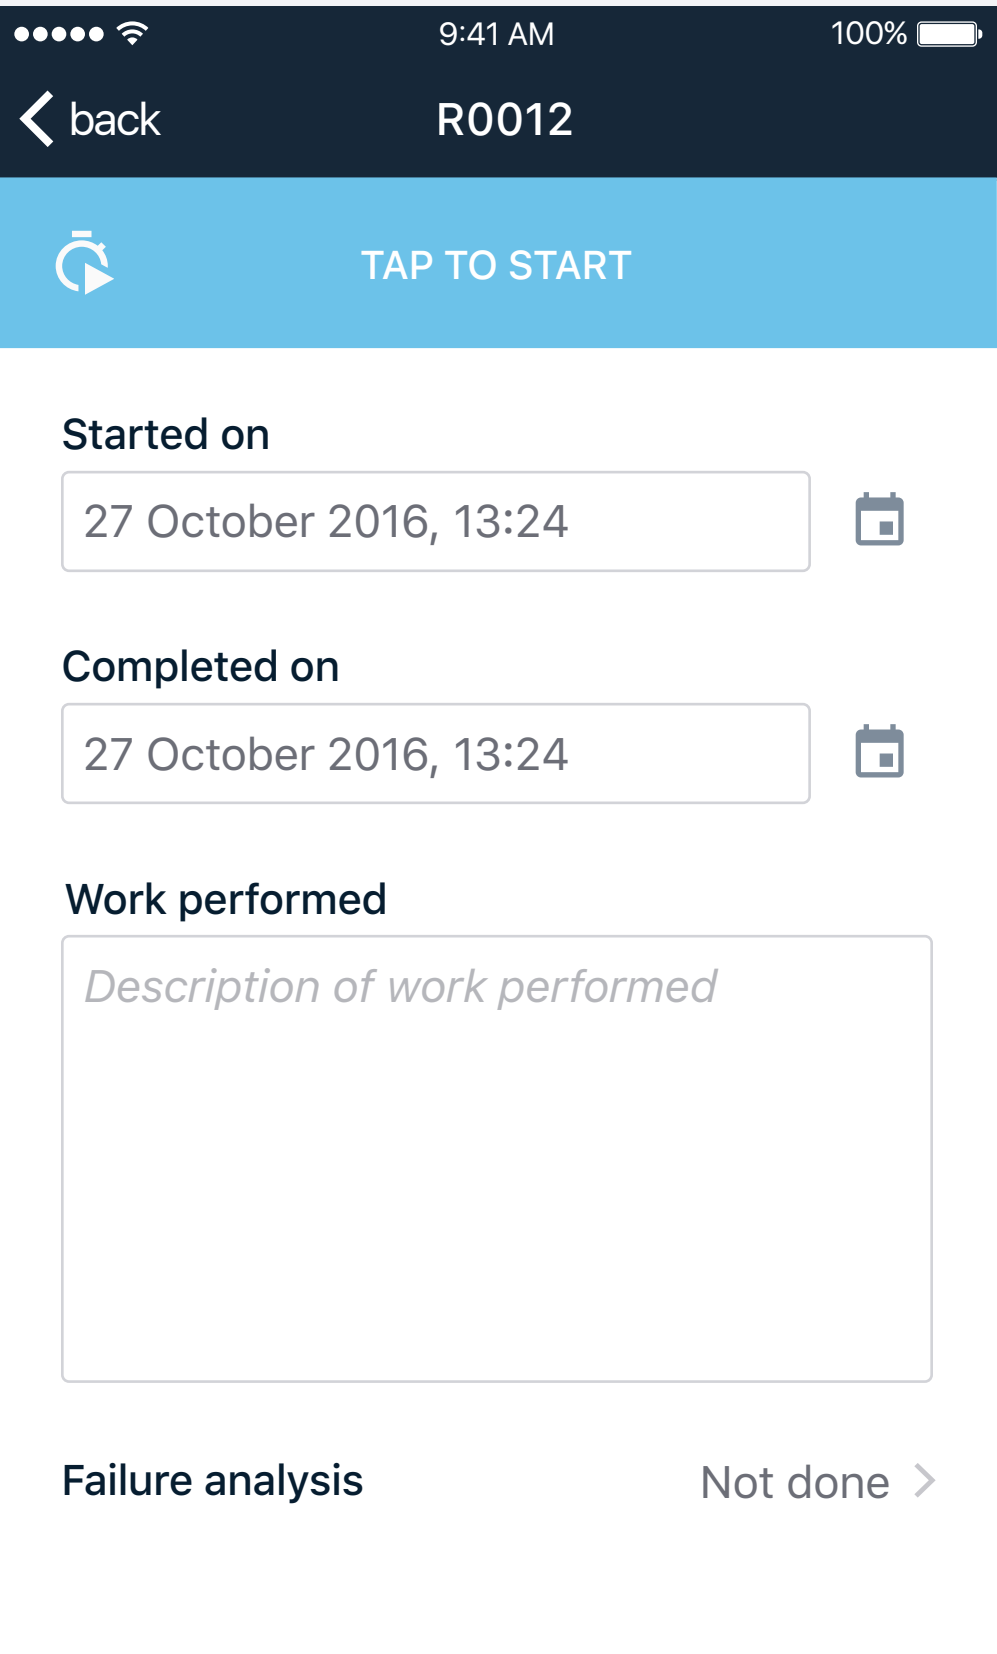 9:41 AM 100%
back R0012
TAP TO START
Started on
27 October 2016, 13:24
Completed on
27 October 2016, 13:24
Work performed
Description of work performed
Failure analysis Not done